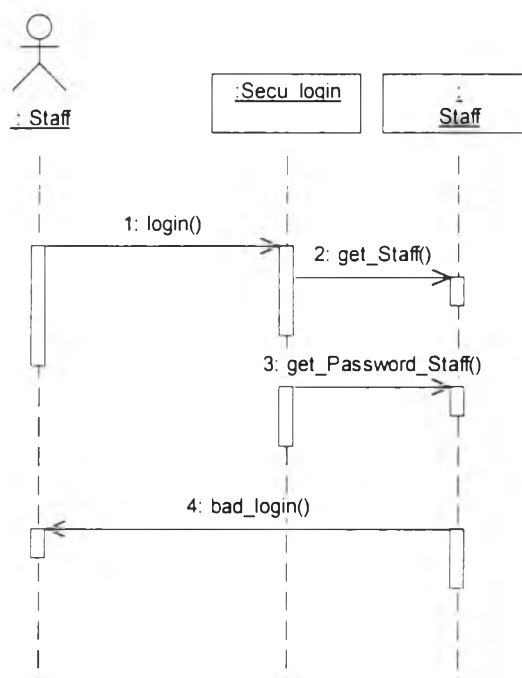 : Staff
:Secu_login
:
Staff
1: login()
2: get_Staff()
3: get_Password_Staff()
4: bad_login()